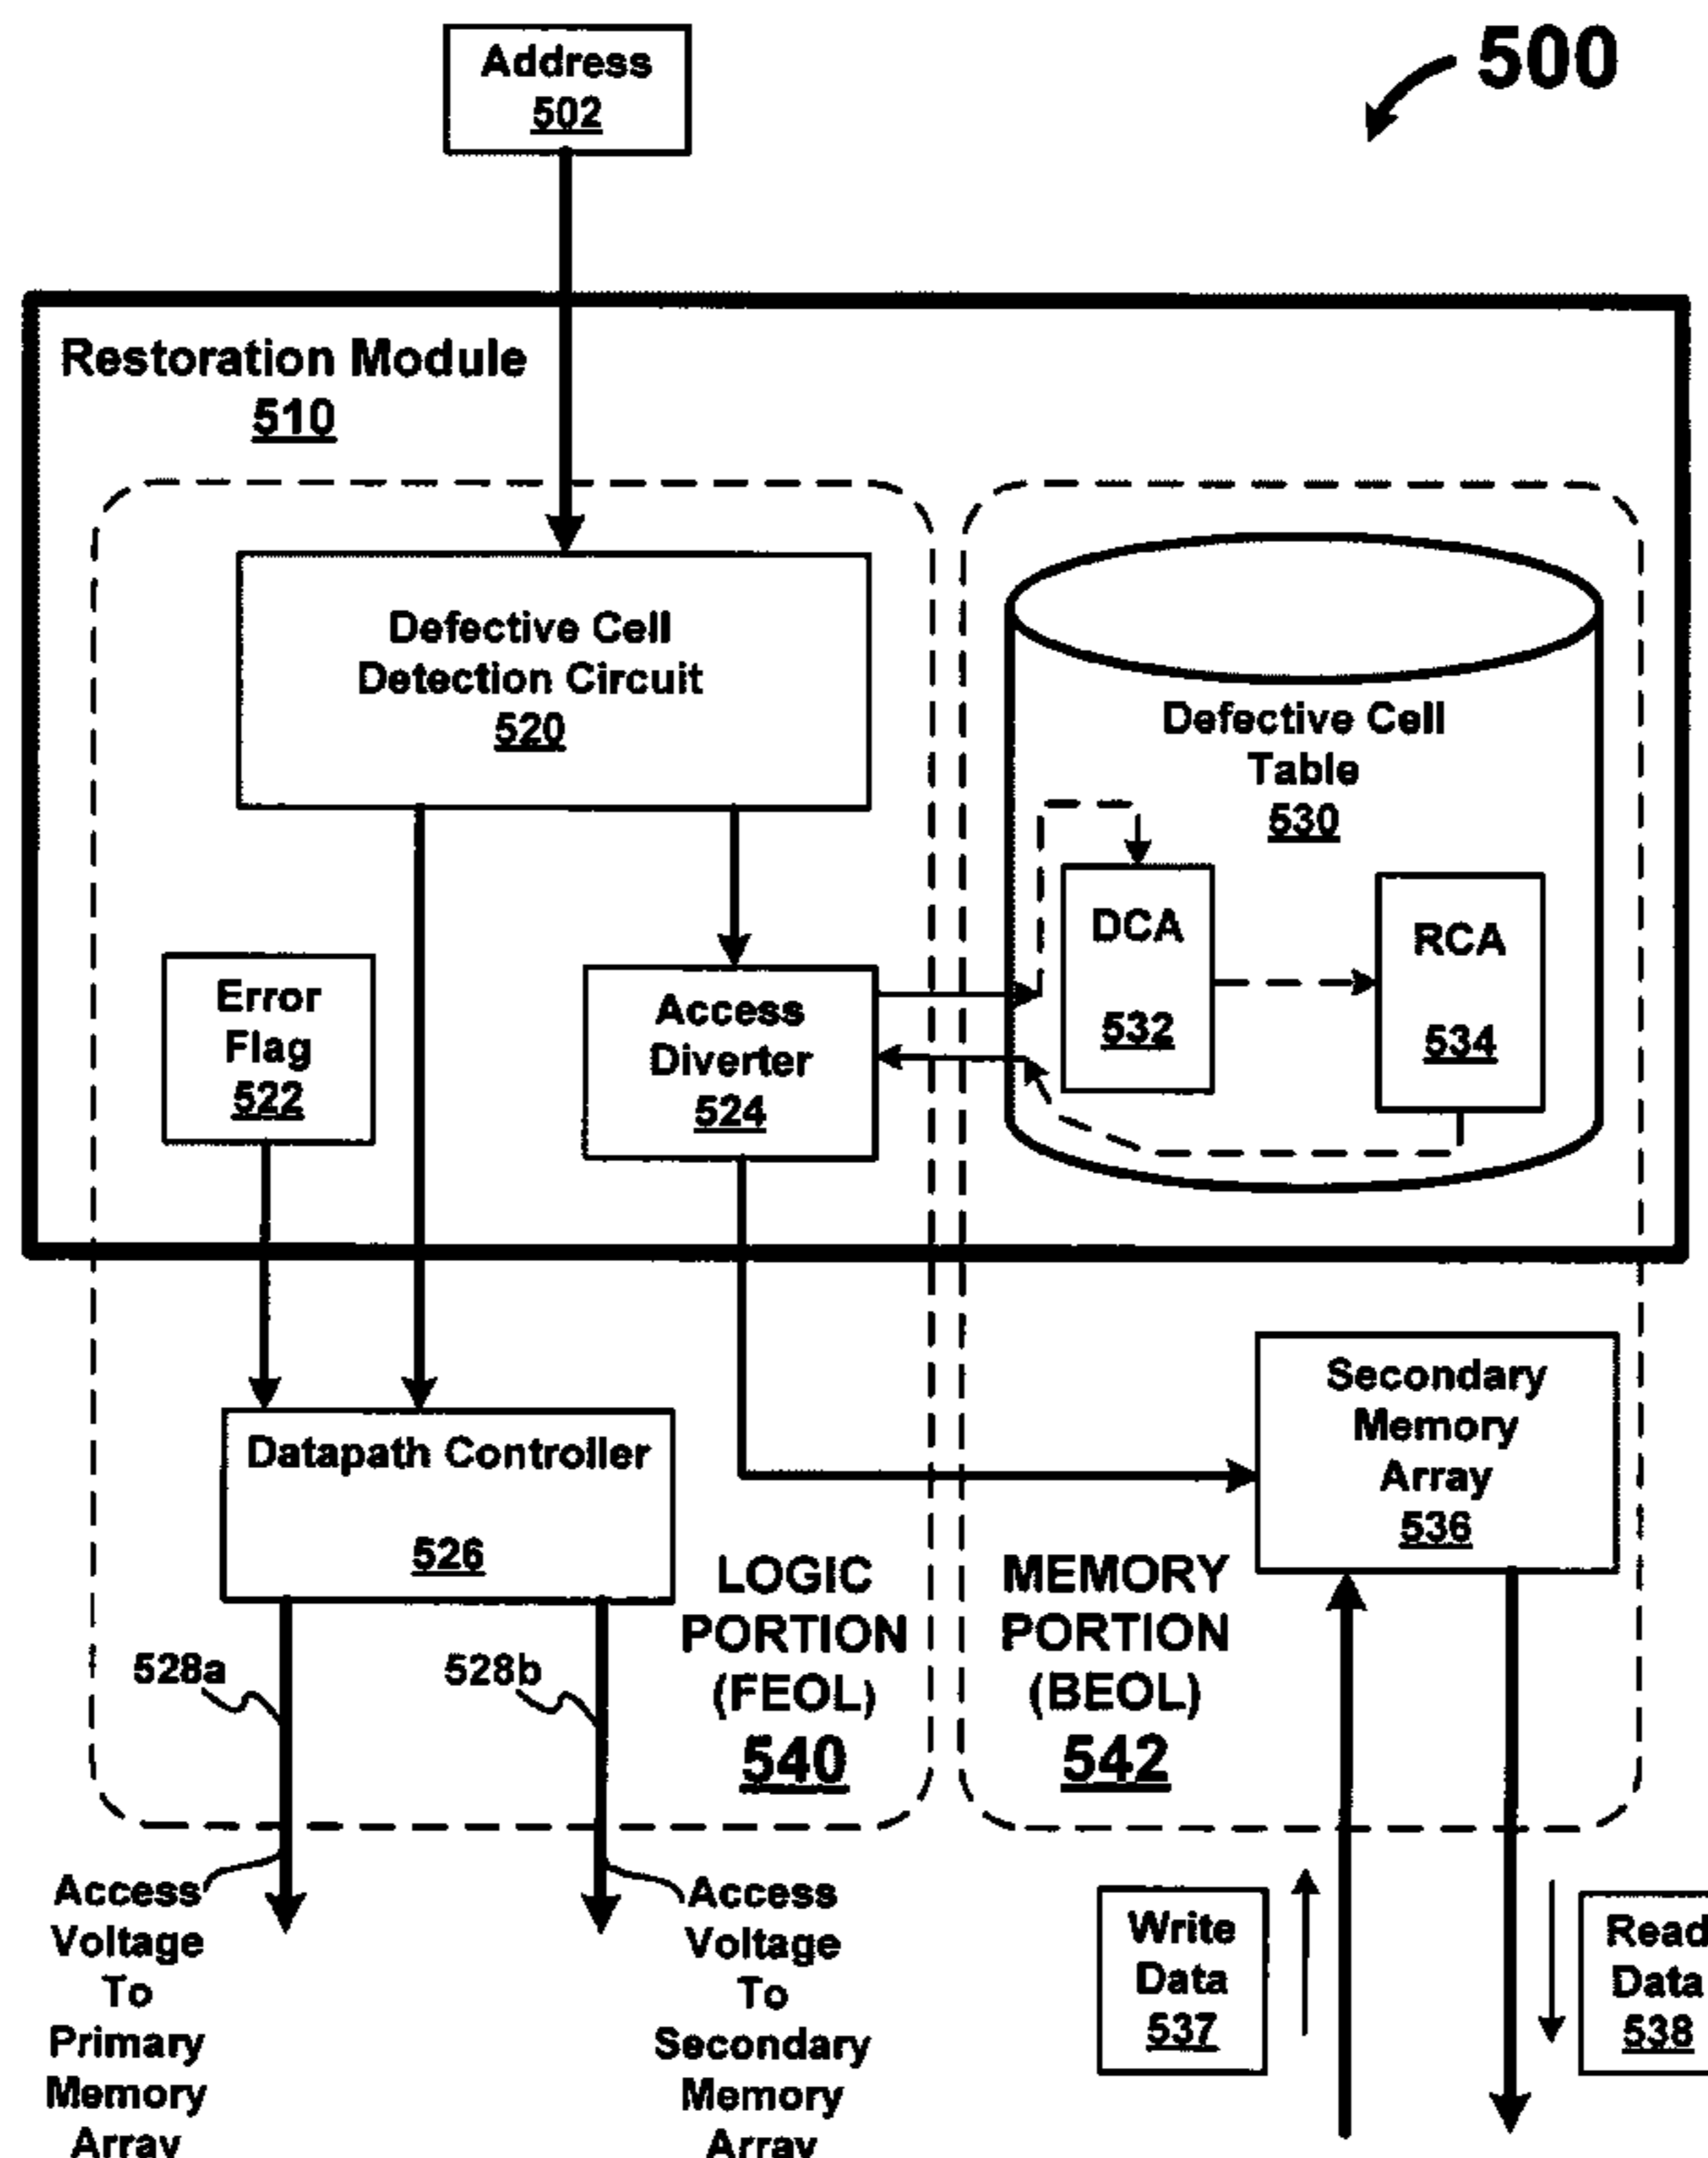 500
Address
502
Restoration Module
510
Defective Cell
Detection Circuit
520
Defective Cell
Table
530
DCA
532
RCA
534
Error
Flag
522
Access
Diverter
524
Secondary
Memory
Array
536
Datapath Controller
526
LOGIC
PORTION
(FEOL)
540
MEMORY
PORTION
(BEOL)
542
528a
528b
Access
Voltage
To
Primary
Memory
Array
Access
Voltage
To
Secondary
Memory
Array
Write
Data
537
Read
Data
538